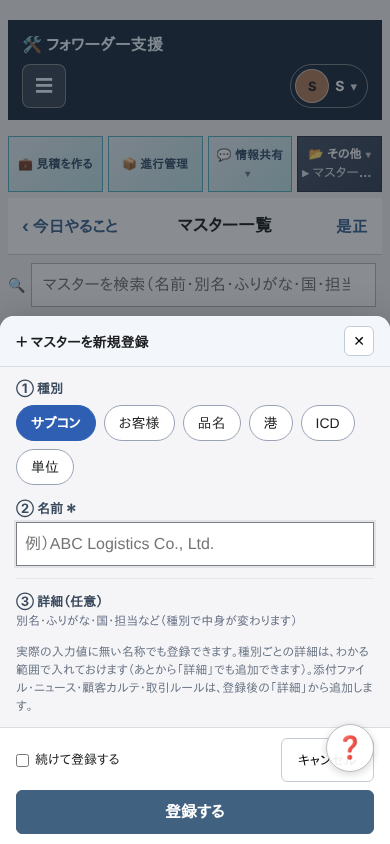 🛠️ フォワーダー支援
☰
S S ▾
💼 見積を作る
📦 進行管理
💬 情報共有 ▾
📂 その他 ▾
▶ マスター…
‹ 今日やること
マスター一覧
是正
🔍 マスターを検索（名前・別名・ふりがな・国・担
＋ マスターを新規登録
✕
① 種別
サブコン
お客様
品名
港
ICD
単位
② 名前 ＊
例）ABC Logistics Co., Ltd.
③ 詳細（任意）
別名・ふりがな・国・担当など（種別で中身が変わります）
実際の入力値に無い名称でも登録できます。種別ごとの詳細は、わかる
範囲で入れておけます（あとから「詳細」でも追加できます）。添付ファイ
ル・ニュース・顧客カルテ・取引ルールは、登録後の「詳細」から追加しま
す。
続けて登録する
❓
登録する